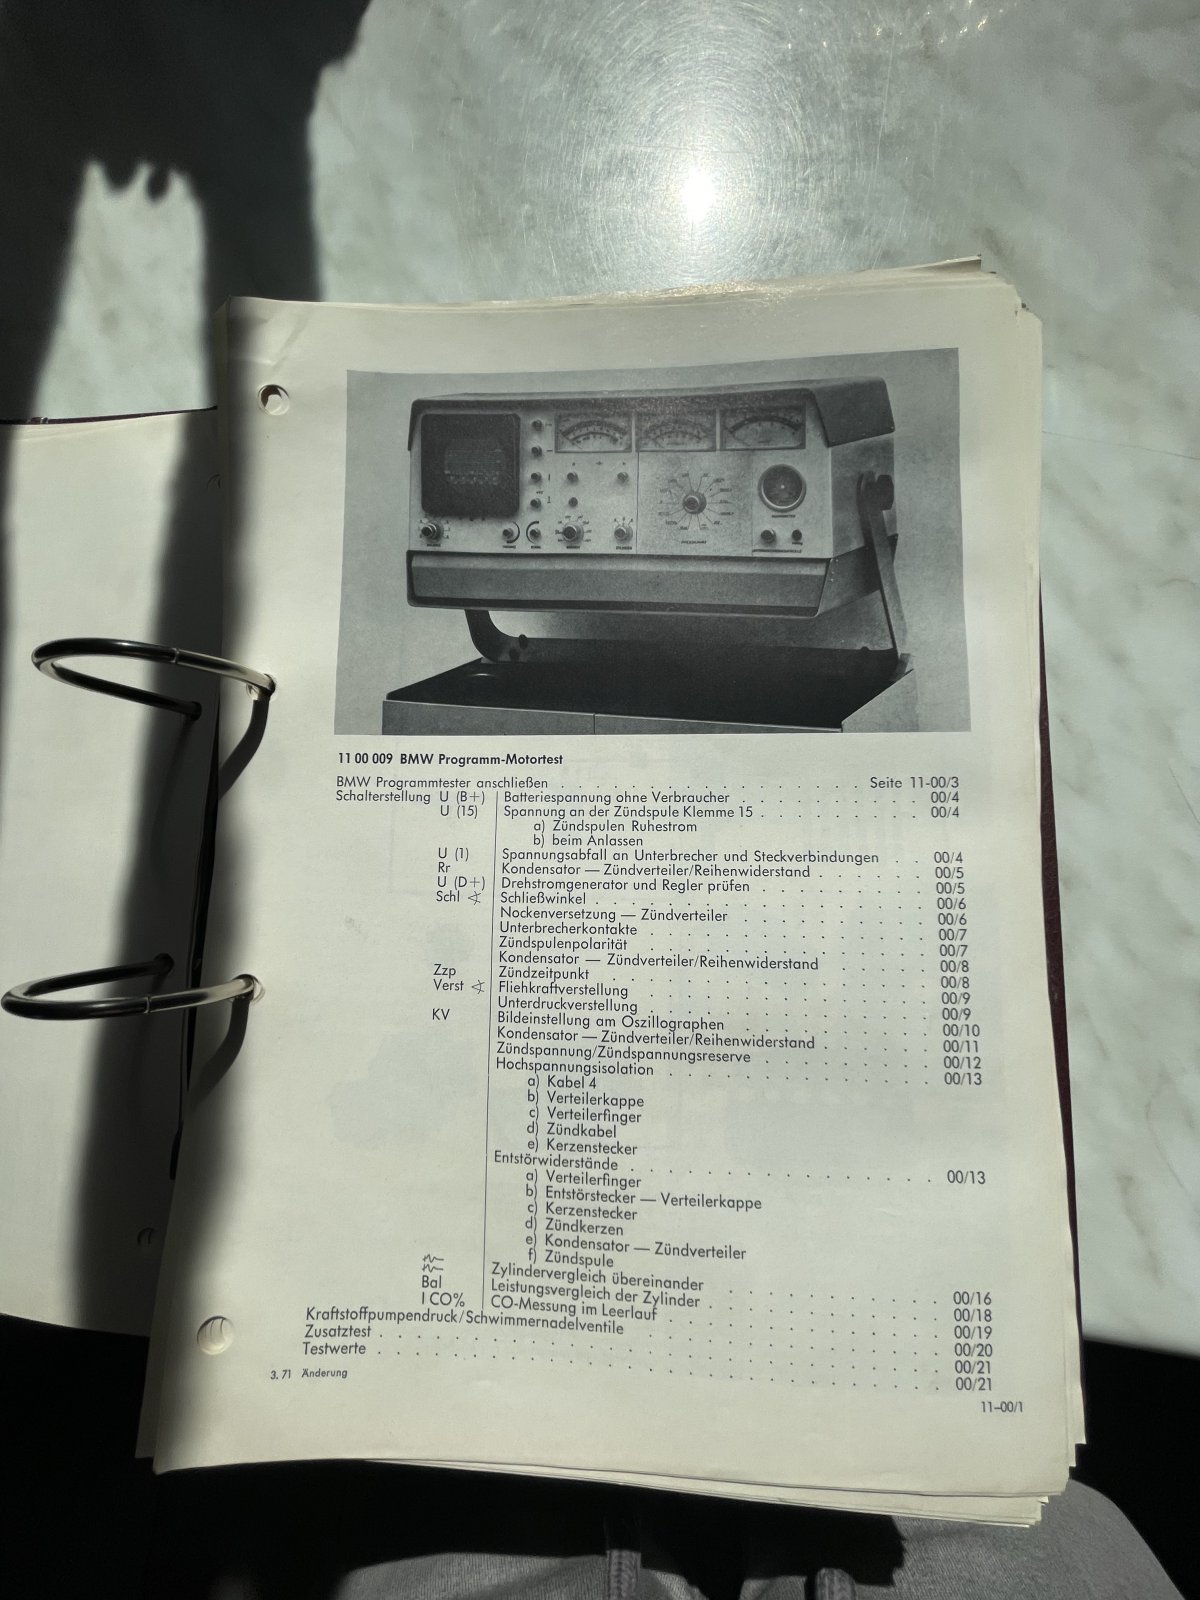 11 00 009 BMW Programm-Motortest
BMW Programmtester anschließen . . . . . . . . . . . . . Seite 11-00/3
Schalterstellung U (B+) Batteriespannung ohne Verbraucher . . . . . . . . 00/4
U (15) Spannung an der Zündspule Klemme 15 . . . . . . . . 00/4
a) Zündspulen Ruhestrom
b) beim Anlassen
U (1) Spannungsabfall an Unterbrecher und Steckverbindungen . . 00/4
Rr Kondensator — Zündverteiler/Reihenwiderstand . . . . . 00/5
U (D+) Drehstromgenerator und Regler prüfen . . . . . . . 00/5
Schl ∢ Schließwinkel . . . . . . . . . . . . . 00/6
Nockenversetzung — Zündverteiler . . . . . . . . 00/6
Unterbrecherkontakte . . . . . . . . . . . 00/7
Zündspulenpolarität . . . . . . . . . . . 00/7
Kondensator — Zündverteiler/Reihenwiderstand . . . . . 00/8
Zzp Zündzeitpunkt . . . . . . . . . . . . . 00/8
Verst ∢ Fliehkraftverstellung . . . . . . . . . . . 00/9
Unterdruckverstellung . . . . . . . . . . . 00/9
KV Bildeinstellung am Oszillographen . . . . . . . . 00/10
Kondensator — Zündverteiler/Reihenwiderstand . . . . . . 00/11
Zündspannung/Zündspannungsreserve . . . . . . . 00/12
Hochspannungsisolation . . . . . . . . . . . 00/13
a) Kabel 4
b) Verteilerkappe
c) Verteilerfinger
d) Zündkabel
e) Kerzenstecker
Entstörwiderstände . . . . . . . . . . . . 00/13
a) Verteilerfinger
b) Entstörstecker — Verteilerkappe
c) Kerzenstecker
d) Zündkerzen
e) Kondensator — Zündverteiler
f) Zündspule
Zylindervergleich übereinander . . . . . . . . . 00/16
Bal Leistungsvergleich der Zylinder . . . . . . . . . 00/18
I CO% CO-Messung im Leerlauf . . . . . . . . . . 00/19
Kraftstoffpumpendruck/Schwimmernadelventile . . . . . . . . . . 00/20
Zusatztest . . . . . . . . . . . . . . . . . 00/21
Testwerte . . . . . . . . . . . . . . . . . 00/21
3. 71 Änderung
11–00/1